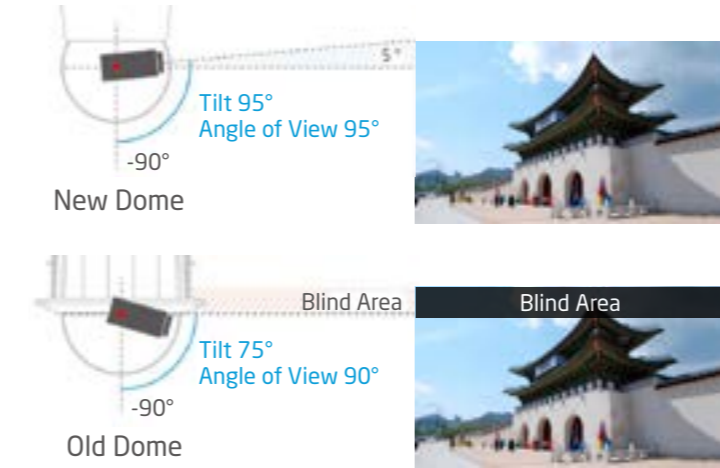 5°
Tilt 95°
Angle of View 95°
-90°
New Dome
Blind Area
Blind Area
Tilt 75°
Angle of View 90°
-90°
Old Dome